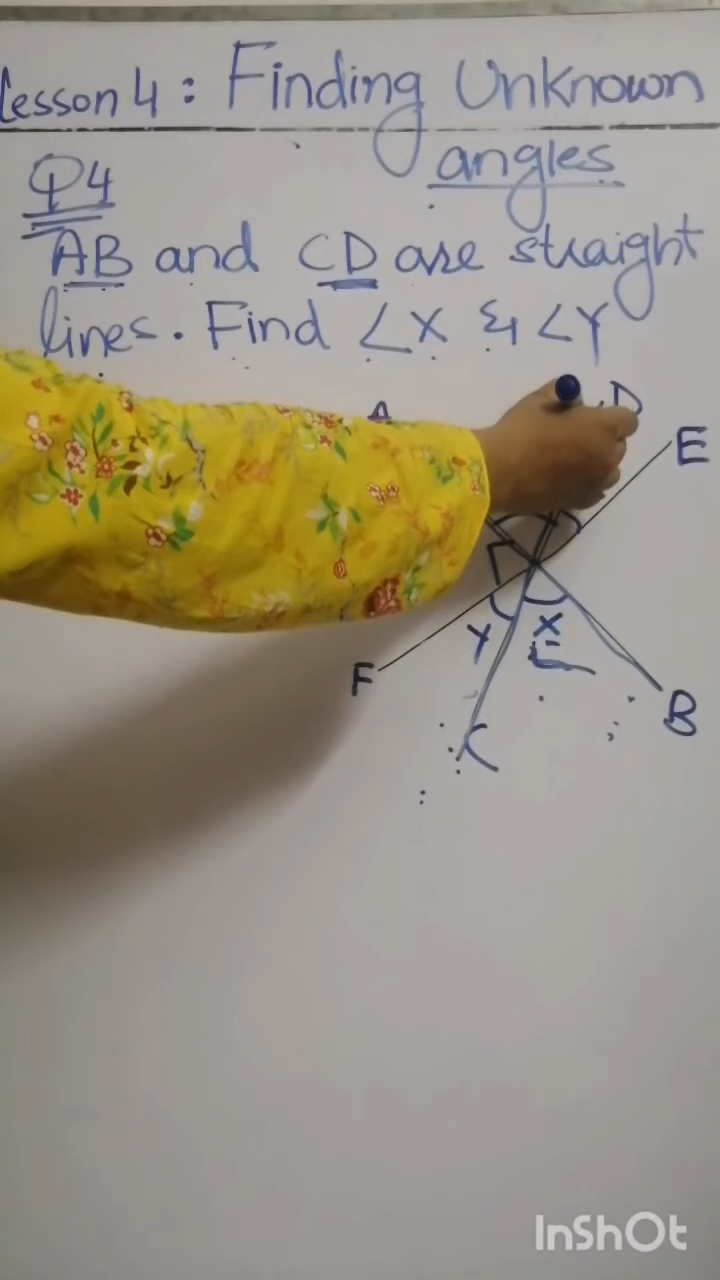 Lesson 4 : Finding Unknown
angles
Q4
AB and CD are straight
lines. Find ∠X & ∠Y
A
D
E
Y X
F
B
C
InShOt